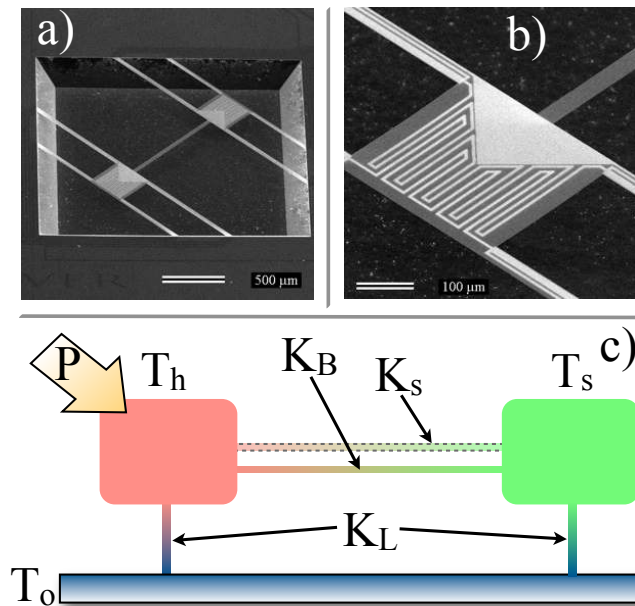 a)
b)
500 μm
100 μm
c)
P
T_h
K_B
K_s
T_s
K_L
T_o